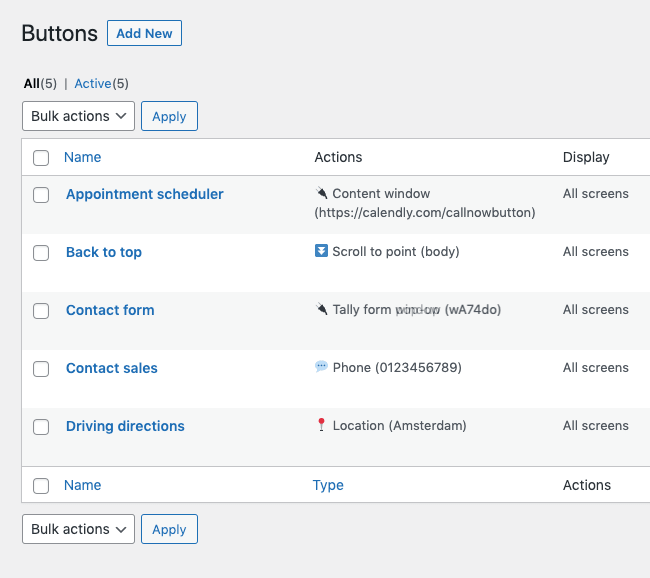 Buttons Add New
All(5) | Active(5)
Bulk actions Apply
Name Actions Display
Appointment scheduler Content window All screens
(https://calendly.com/callnowbutton)
Back to top Scroll to point (body) All screens
Contact form Tally form (wA74do) All screens
Contact sales Phone (0123456789) All screens
Driving directions Location (Amsterdam) All screens
Name Type Actions
Bulk actions Apply